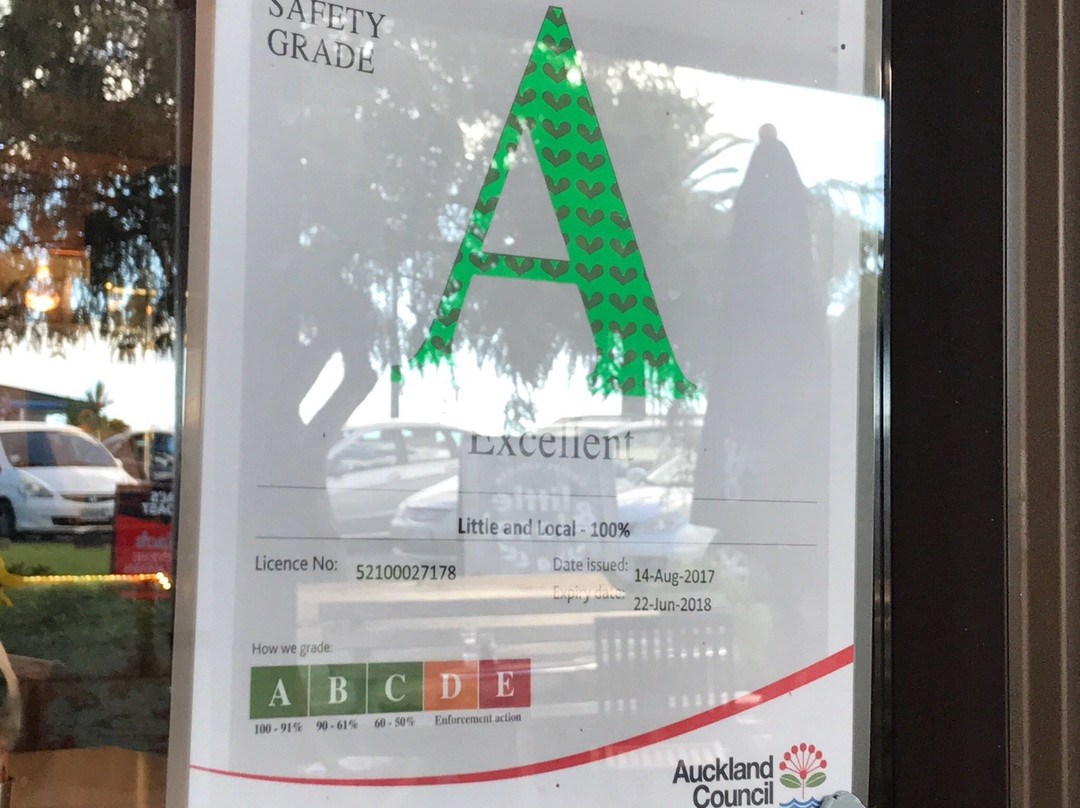 SAFETY
GRADE
A
Excellent
Little and Local - 100%
Licence No: 52100027178
Date issued: 14-Aug-2017
Expiry date: 22-Jun-2018
How we grade:
A B C D E
100 - 91% 90 - 61% 60 - 50% Enforcement action
Auckland
Council